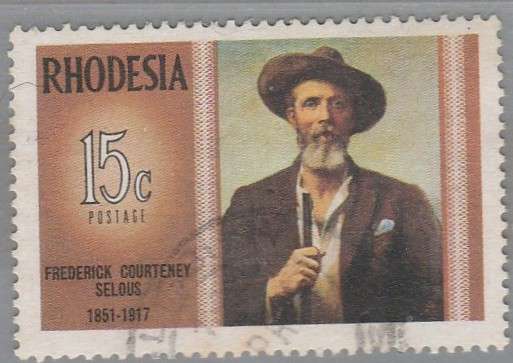 RHODESIA
15c
POSTAGE
FREDERICK COURTENEY
SELOUS
1851-1917